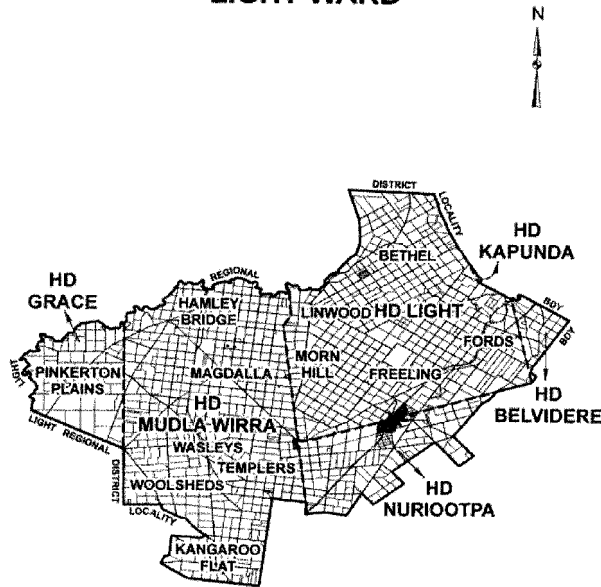 LIGHT WARD
N
DISTRICT
LOCALITY
HD
KAPUNDA
BETHEL
REGIONAL
HD
GRACE
HAMLEY
BRIDGE
LINWOOD
HD LIGHT
BDY
BDY
FORDS
MORN
HILL
LIGHT
PINKERTON
PLAINS
MAGDALLA
FREELING
HD
BELVIDERE
HD
MUDLA WIRRA
LIGHT REGIONAL
WASLEYS
TEMPLERS
DISTRICT
WOOLSHEDS
HD
NURIOOTPA
LOCALITY
KANGAROO
FLAT